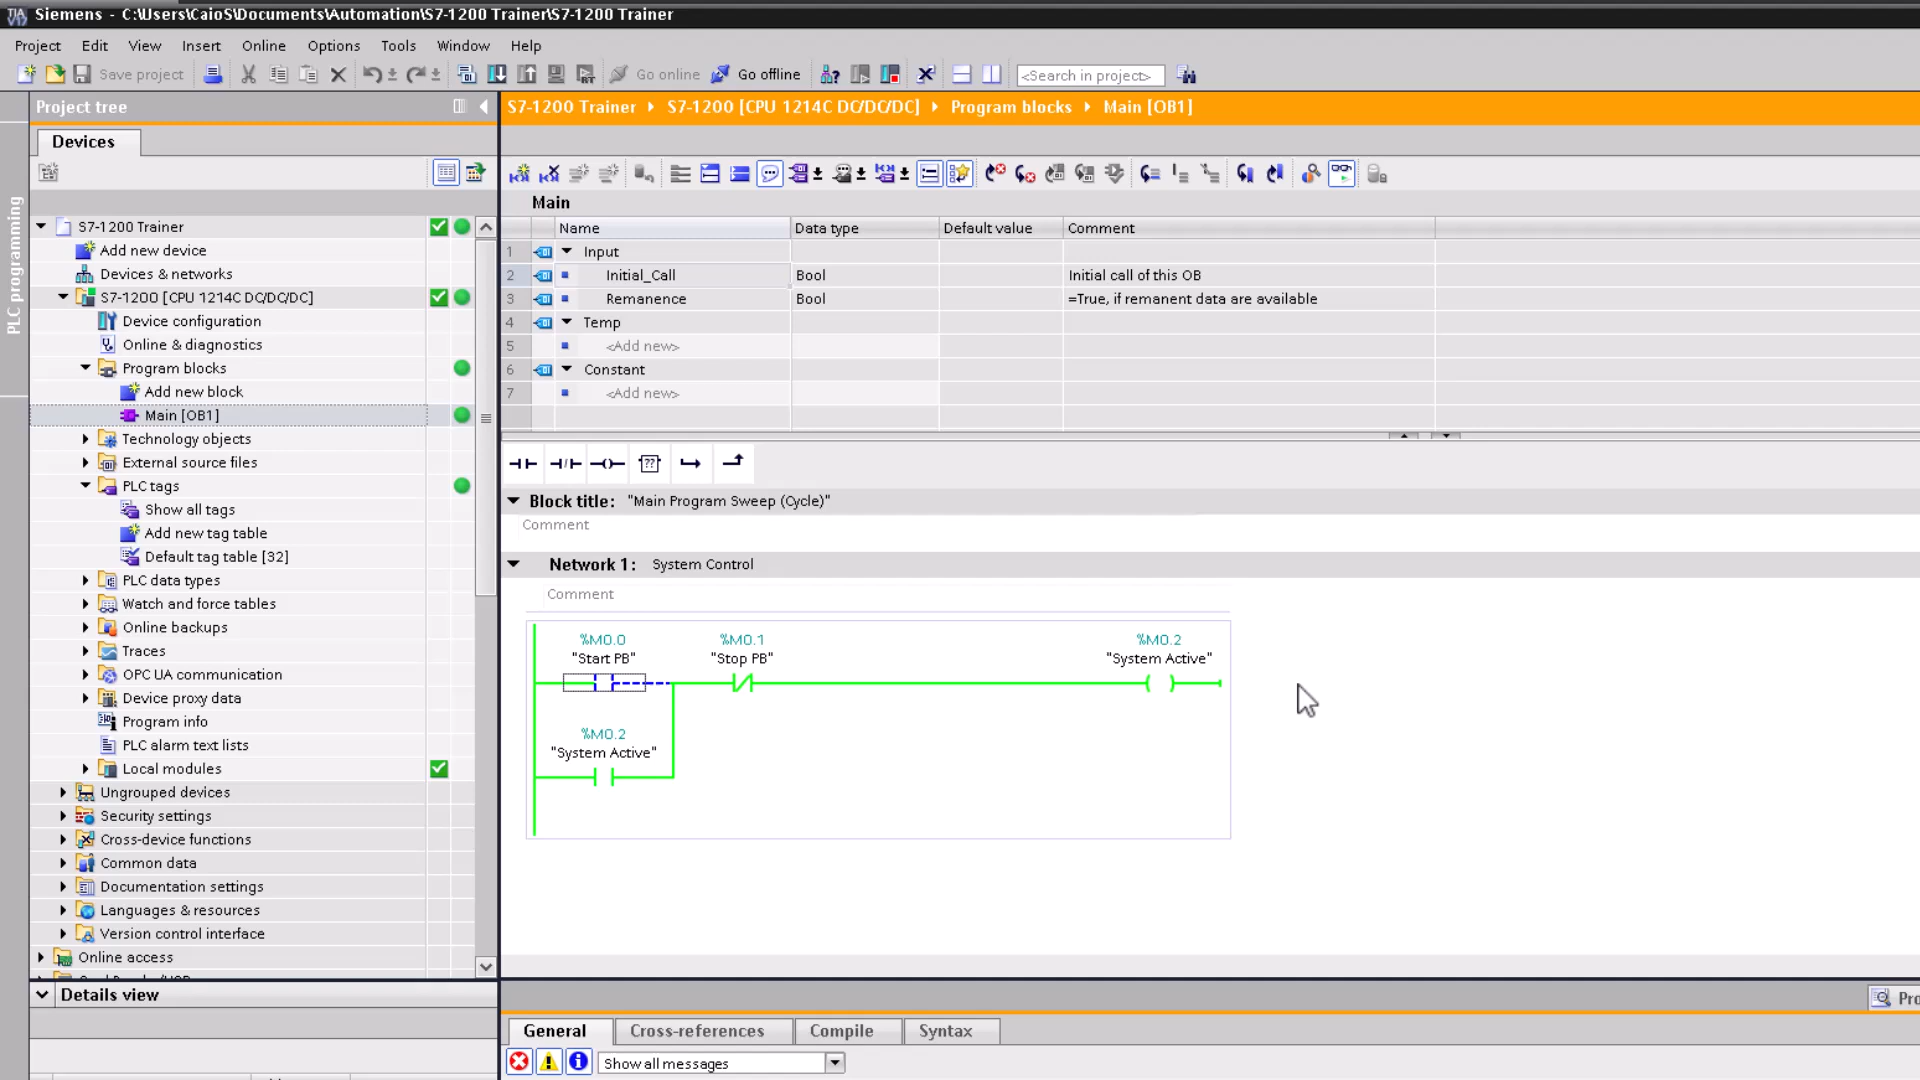 Siemens - C:\Users\CaioS\Documents\Automation\S7-1200 Trainer\S7-1200 Trainer
Project Edit View Insert Online Options Tools Window Help
Save project Go online Go offline <Search in project>
Project tree
S7-1200 Trainer S7-1200 [CPU 1214C DC/DC/DC] Program blocks Main [OB1]
Devices
PLC programming
S7-1200 Trainer
Add new device
Devices & networks
S7-1200 [CPU 1214C DC/DC/DC]
Device configuration
Online & diagnostics
Program blocks
Add new block
Main [OB1]
Technology objects
External source files
PLC tags
Show all tags
Add new tag table
Default tag table [32]
PLC data types
Watch and force tables
Online backups
Traces
OPC UA communication
Device proxy data
Program info
PLC alarm text lists
Local modules
Ungrouped devices
Security settings
Cross-device functions
Common data
Documentation settings
Languages & resources
Version control interface
Online access
Details view
Main
Name Data type Default value Comment
1 Input
2 Initial_Call Bool Initial call of this OB
3 Remanence Bool =True, if remanent data are available
4 Temp
5 <Add new>
6 Constant
7 <Add new>
??
Block title: "Main Program Sweep (Cycle)"
Comment
Network 1: System Control
Comment
%M0.0 %M0.1 %M0.2
"Start PB" "Stop PB" "System Active"
%M0.2
"System Active"
Pro
General Cross-references Compile Syntax
Show all messages